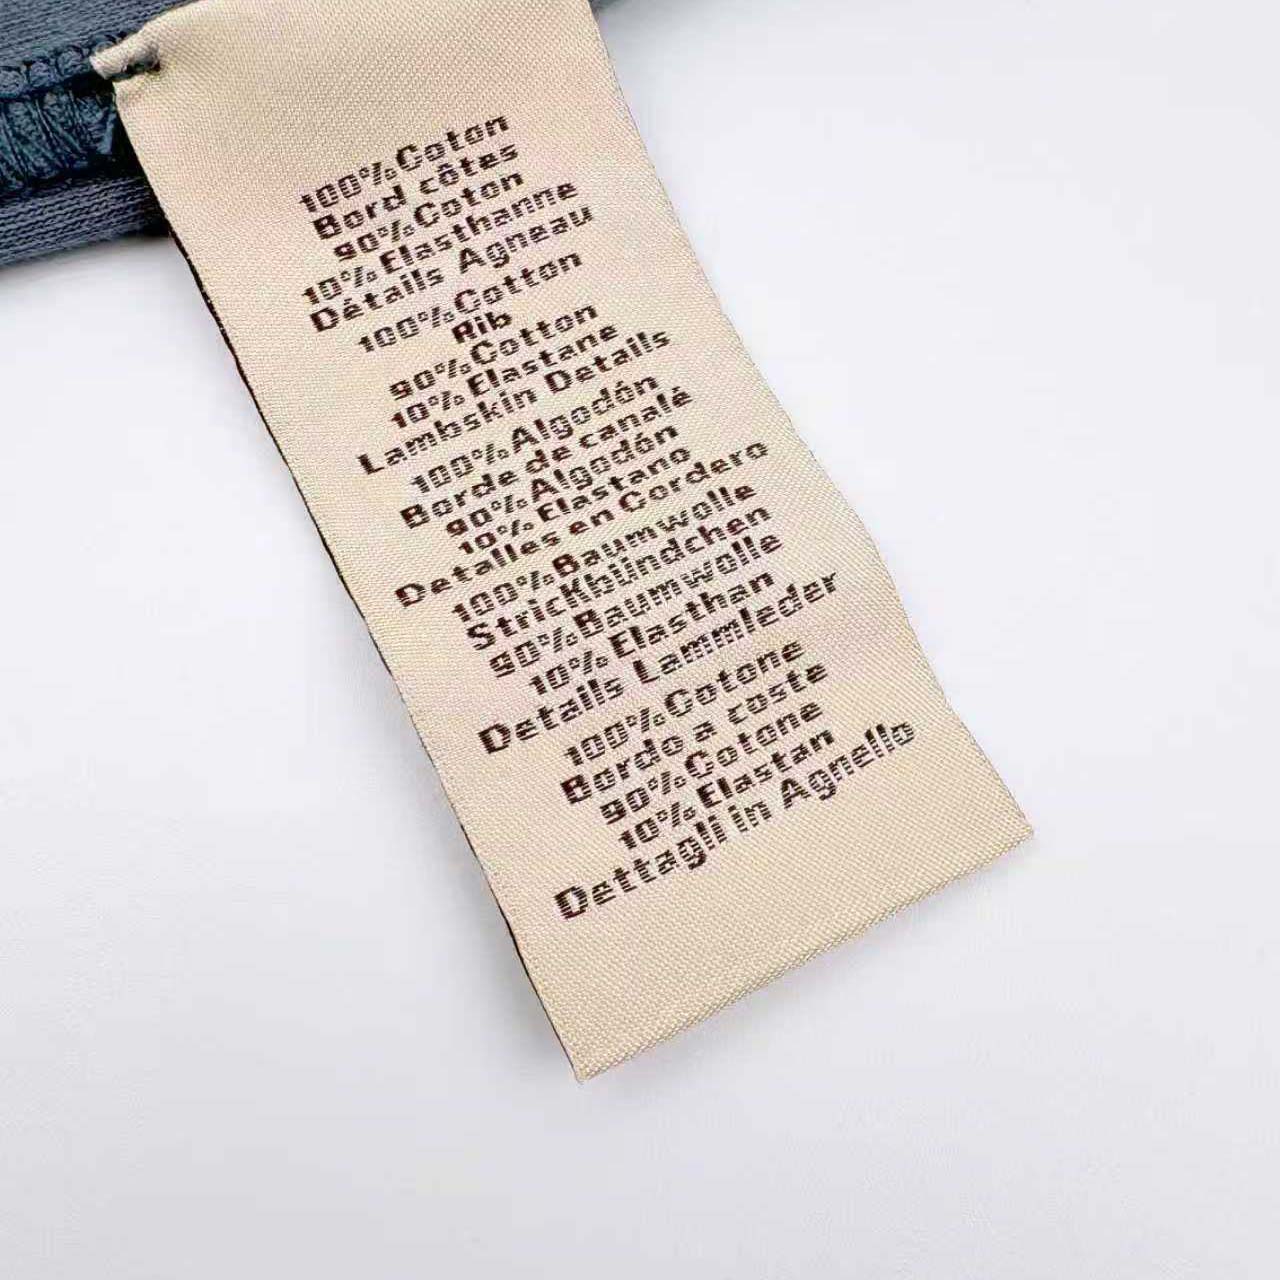 100%Coton
Bord côtes
90%Coton
10%Elasthanne
Détails Agneau
100%Cotton
Rib
90%Cotton
10%Elastane
Lambskin Details
100%Algodón
Borde de canalé
90%Algodón
10%Elastano
Detalles en Cordero
100%Baumwolle
StricKbündchen
90%Baumwolle
10%Elasthan
Details Lammleder
100%Cotone
Bordo a coste
90%Cotone
10%Elastan
Dettagli in Agnello